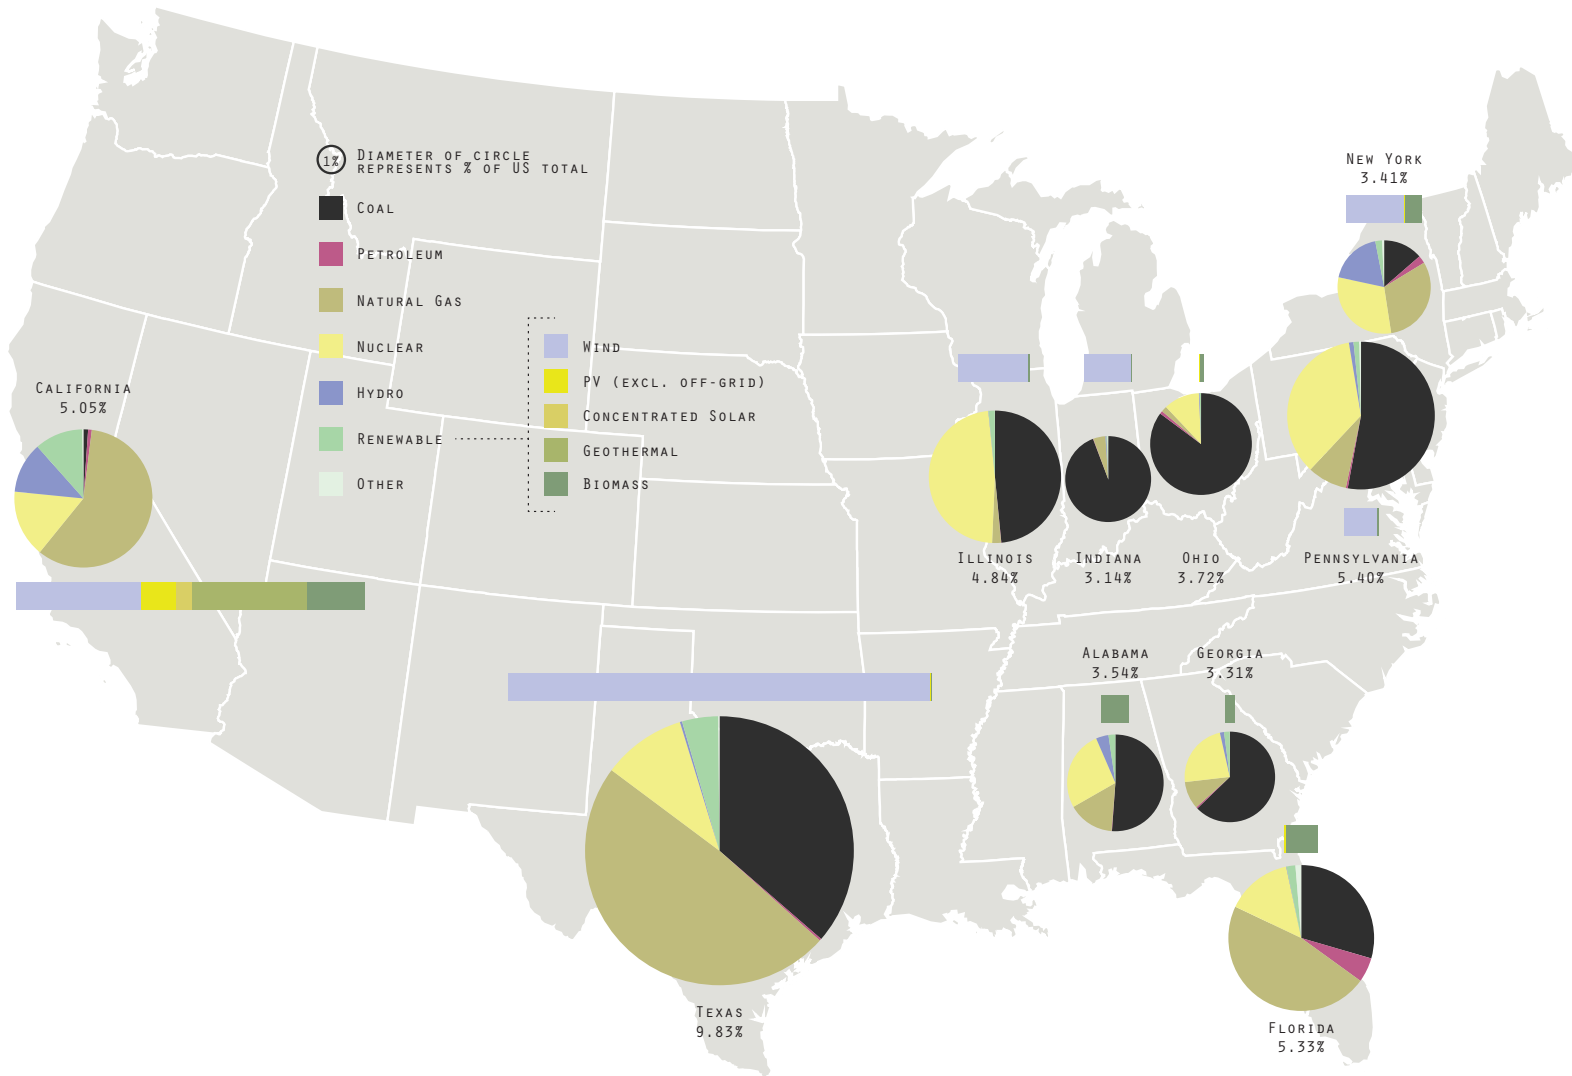 1%
Diameter of circle
represents % of US total
Coal
Petroleum
Natural Gas
Nuclear
Hydro
Renewable
Other
Wind
PV (excl. off-grid)
Concentrated Solar
Geothermal
Biomass
California
5.05%
New York
3.41%
Illinois
4.84%
Indiana
3.14%
Ohio
3.72%
Pennsylvania
5.40%
Alabama
3.54%
Georgia
3.31%
Texas
9.83%
Florida
5.33%